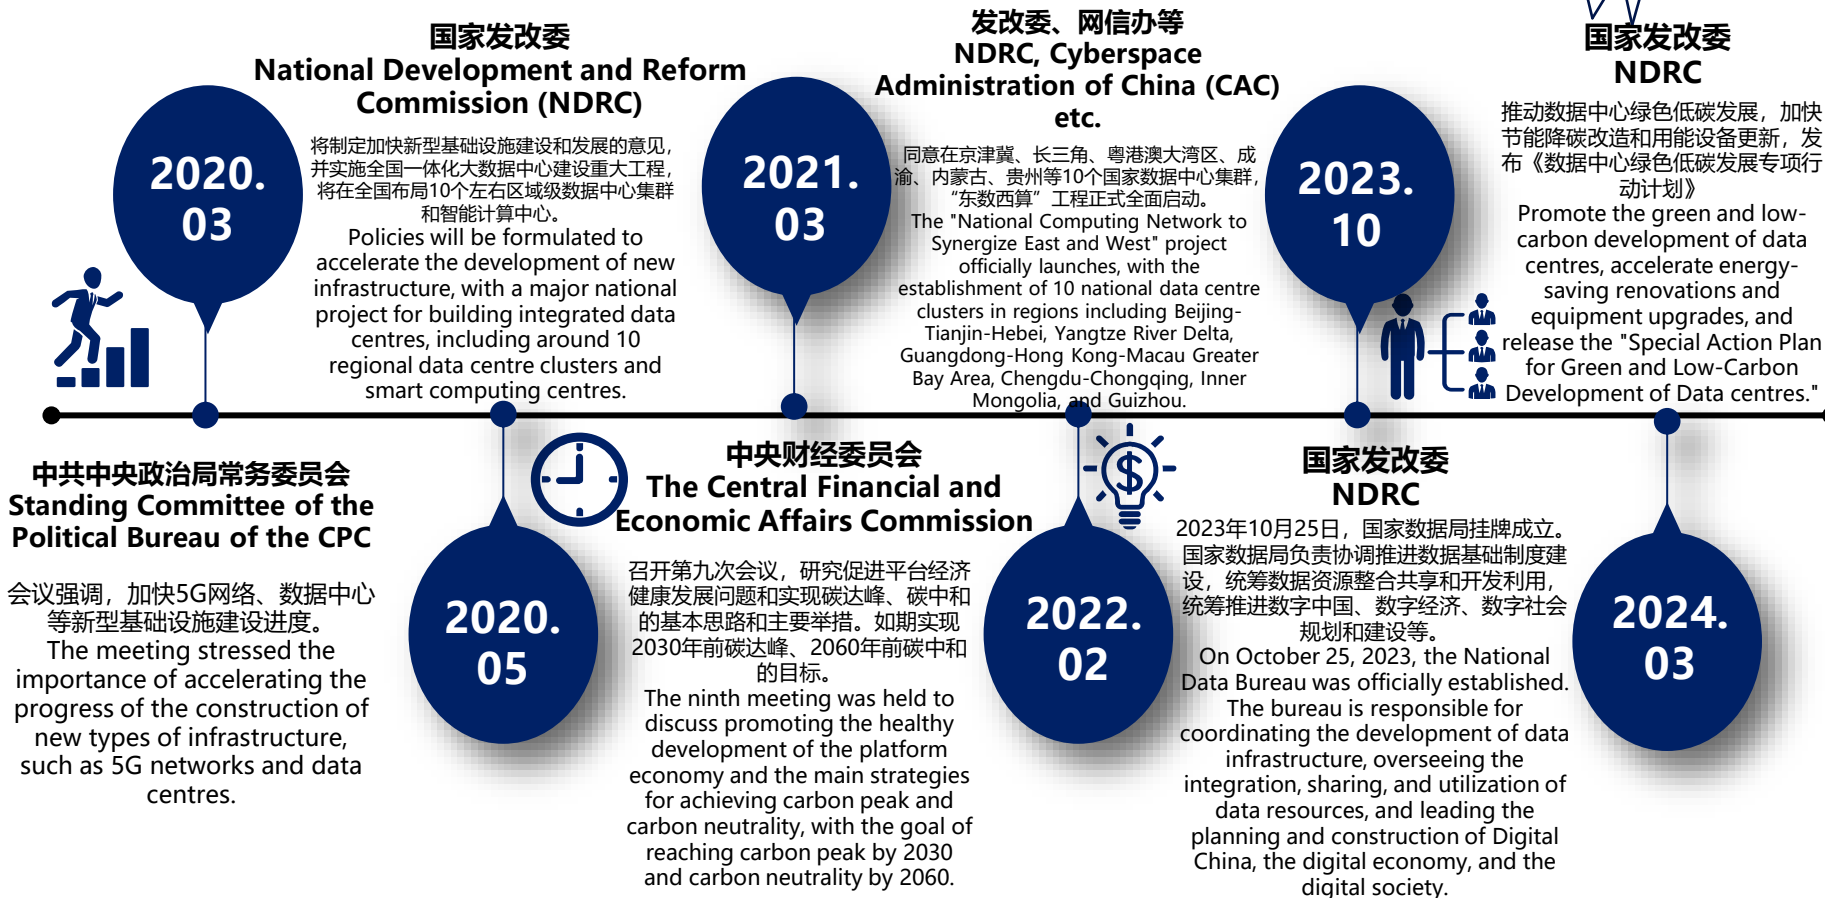 国家发改委
National Development and Reform
Commission (NDRC)
将制定加快新型基础设施建设和发展的意见，
并实施全国一体化大数据中心建设重大工程，
将在全国布局10个左右区域级数据中心集群
和智能计算中心。
Policies will be formulated to
accelerate the development of new
infrastructure, with a major national
project for building integrated data
centres, including around 10
regional data centre clusters and
smart computing centres.
发改委、网信办等
NDRC, Cyberspace
Administration of China (CAC)
etc.
同意在京津冀、长三角、粤港澳大湾区、成
渝、内蒙古、贵州等10个国家数据中心集群，
“东数西算”工程正式全面启动。
The "National Computing Network to
Synergize East and West" project
officially launches, with the
establishment of 10 national data centre
clusters in regions including Beijing-
Tianjin-Hebei, Yangtze River Delta,
Guangdong-Hong Kong-Macau Greater
Bay Area, Chengdu-Chongqing, Inner
Mongolia, and Guizhou.
国家发改委
NDRC
推动数据中心绿色低碳发展，加快
节能降碳改造和用能设备更新，发
布《数据中心绿色低碳发展专项行
动计划》
Promote the green and low-
carbon development of data
centres, accelerate energy-
saving renovations and
equipment upgrades, and
release the "Special Action Plan
for Green and Low-Carbon
Development of Data centres."
2020.
03
2021.
03
2023.
10
中共中央政治局常务委员会
Standing Committee of the
Political Bureau of the CPC
会议强调，加快5G网络、数据中心
等新型基础设施建设进度。
The meeting stressed the
importance of accelerating the
progress of the construction of
new types of infrastructure,
such as 5G networks and data
centres.
2020.
05
中央财经委员会
The Central Financial and
Economic Affairs Commission
召开第九次会议，研究促进平台经济
健康发展问题和实现碳达峰、碳中和
的基本思路和主要举措。如期实现
2030年前碳达峰、2060年前碳中和
的目标。
The ninth meeting was held to
discuss promoting the healthy
development of the platform
economy and the main strategies
for achieving carbon peak and
carbon neutrality, with the goal of
reaching carbon peak by 2030
and carbon neutrality by 2060.
2022.
02
国家发改委
NDRC
2023年10月25日，国家数据局挂牌成立。
国家数据局负责协调推进数据基础制度建
设，统筹数据资源整合共享和开发利用，
统筹推进数字中国、数字经济、数字社会
规划和建设等。
On October 25, 2023, the National
Data Bureau was officially established.
The bureau is responsible for
coordinating the development of data
infrastructure, overseeing the
integration, sharing, and utilization of
data resources, and leading the
planning and construction of Digital
China, the digital economy, and the
digital society.
2024.
03